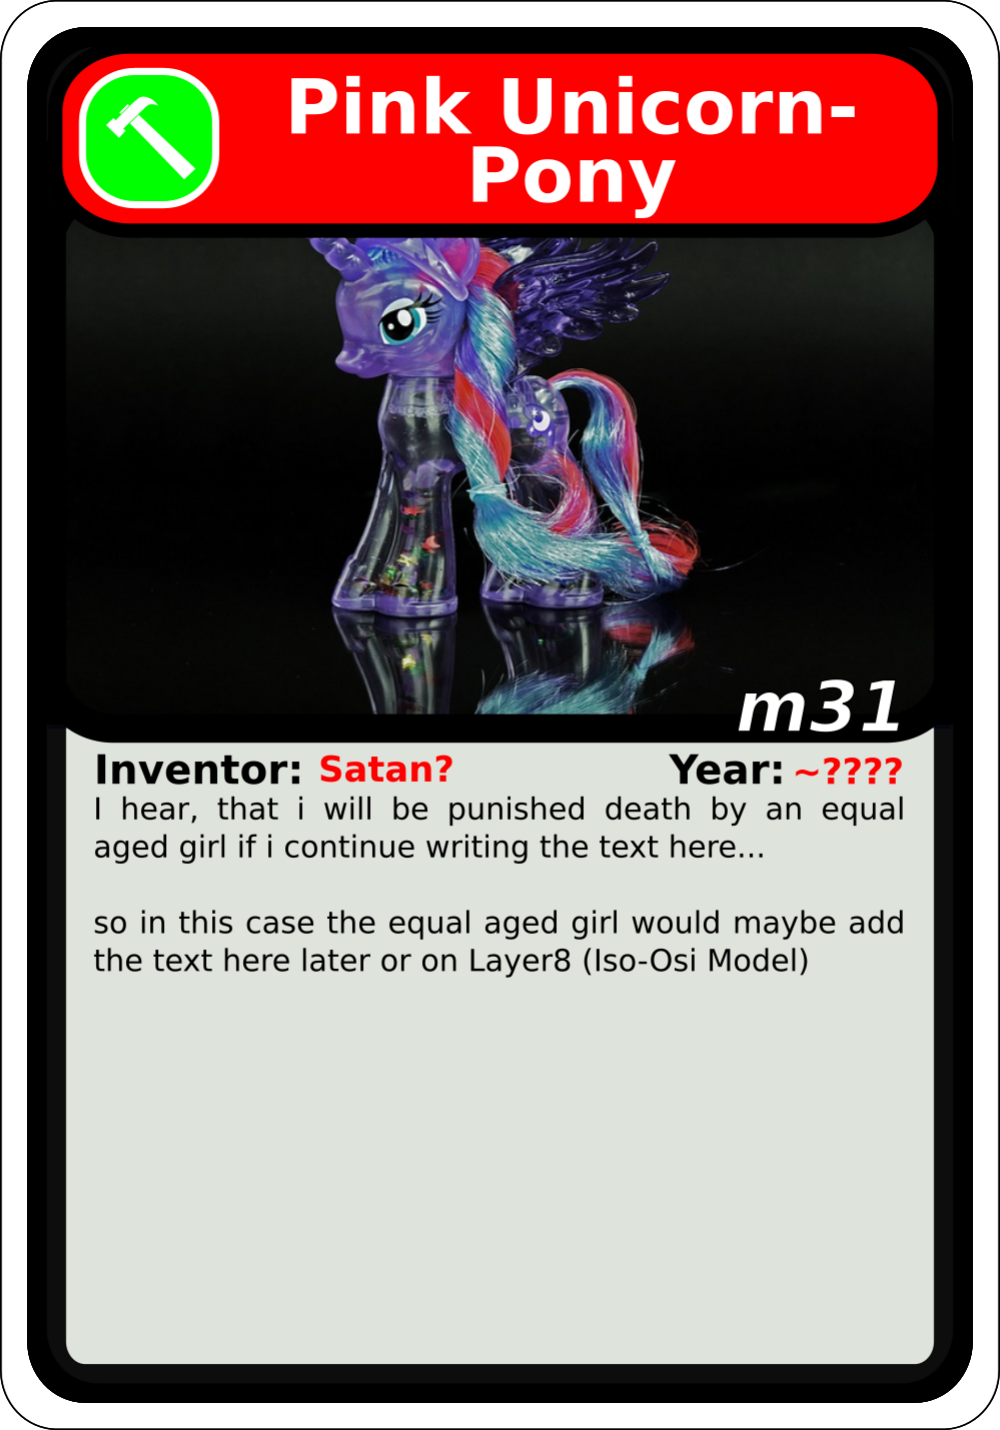 Pink Unicorn-
Pony
m31
Inventor: Satan? Year: ~????
I hear, that i will be punished death by an equal
aged girl if i continue writing the text here...
so in this case the equal aged girl would maybe add
the text here later or on Layer8 (Iso-Osi Model)